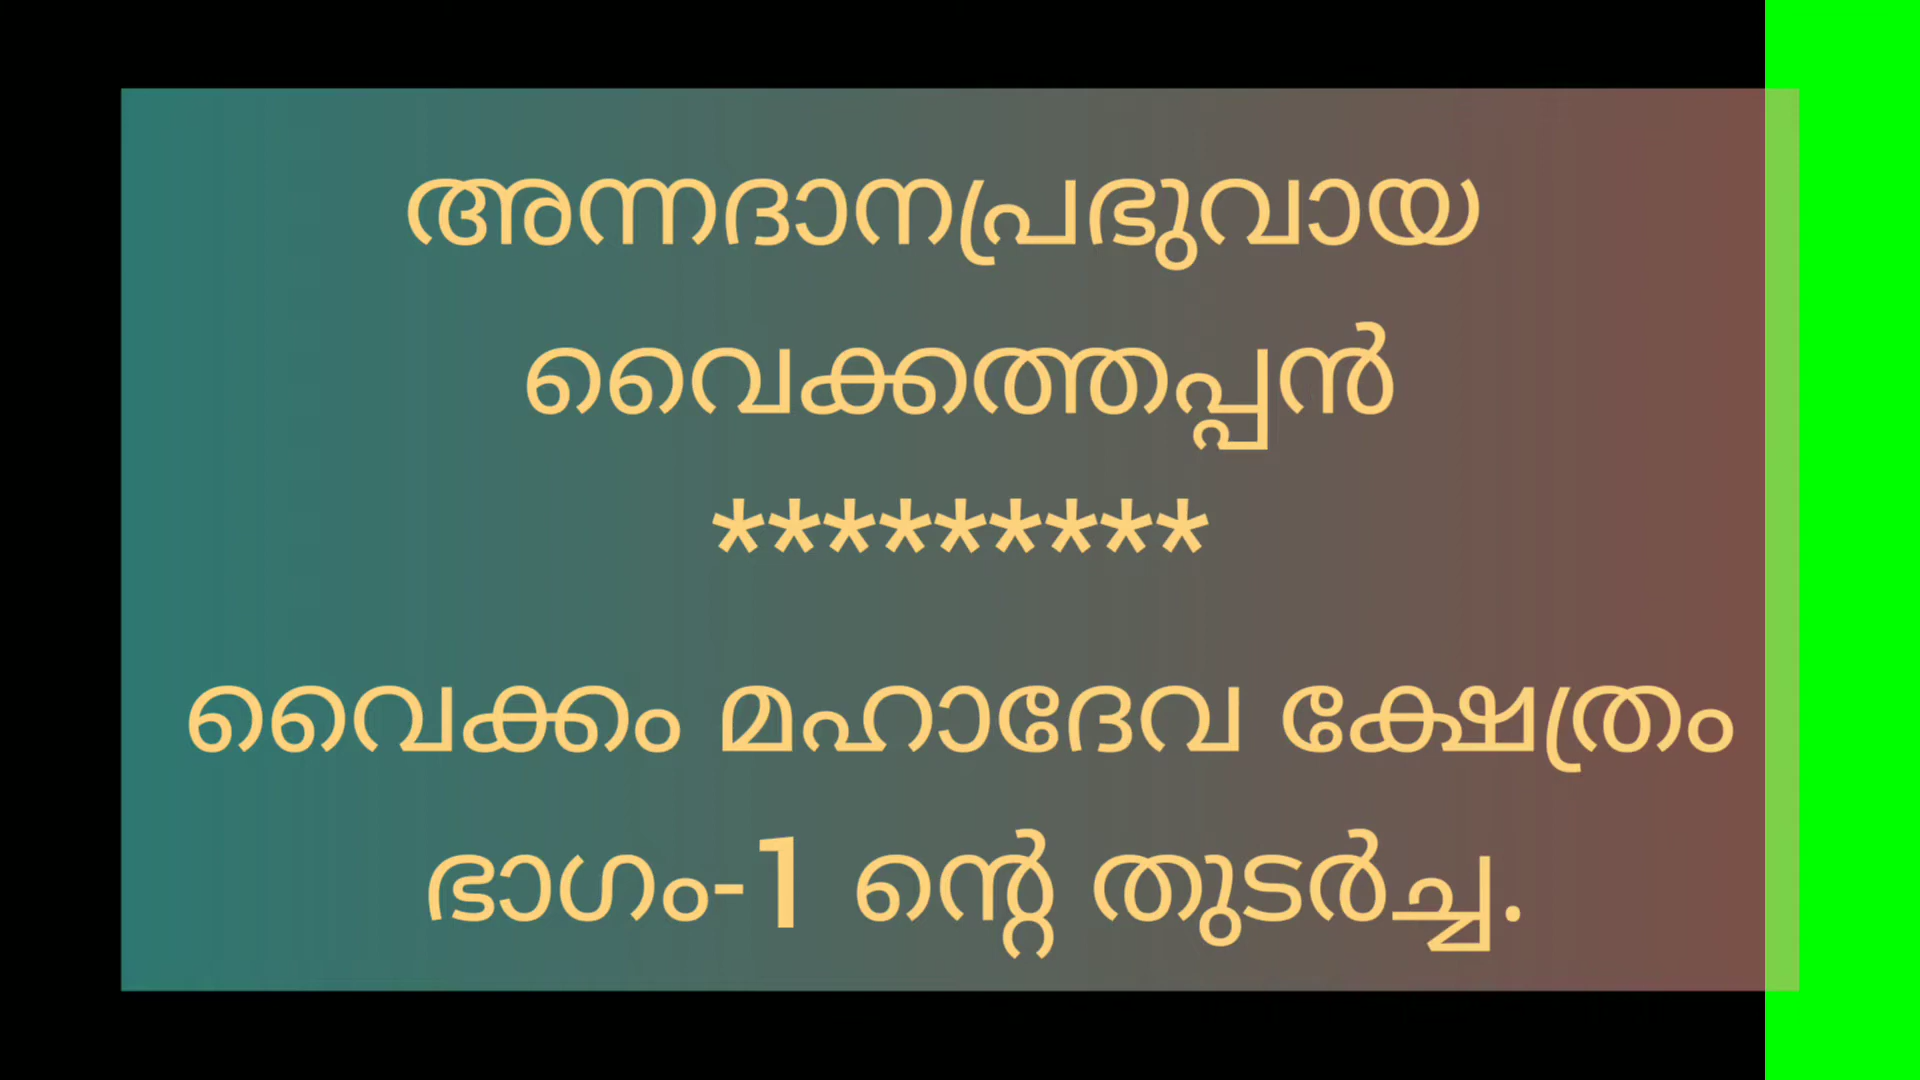 അന്നദാനപ്രഭുവായ
വൈക്കത്തപ്പൻ
*********
വൈക്കം മഹാദേവ ക്ഷേത്രം
ഭാഗം-1 ന്റെ തുടർച്ച.